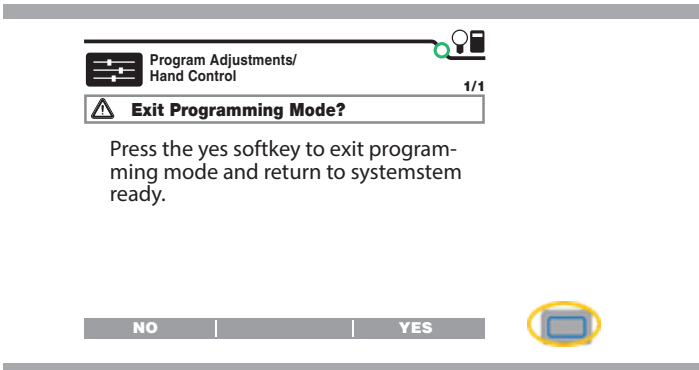 Program Adjustments/
Hand Control
1/1
Exit Programming Mode?
Press the yes softkey to exit program-
ming mode and return to systemstem
ready.
NO YES